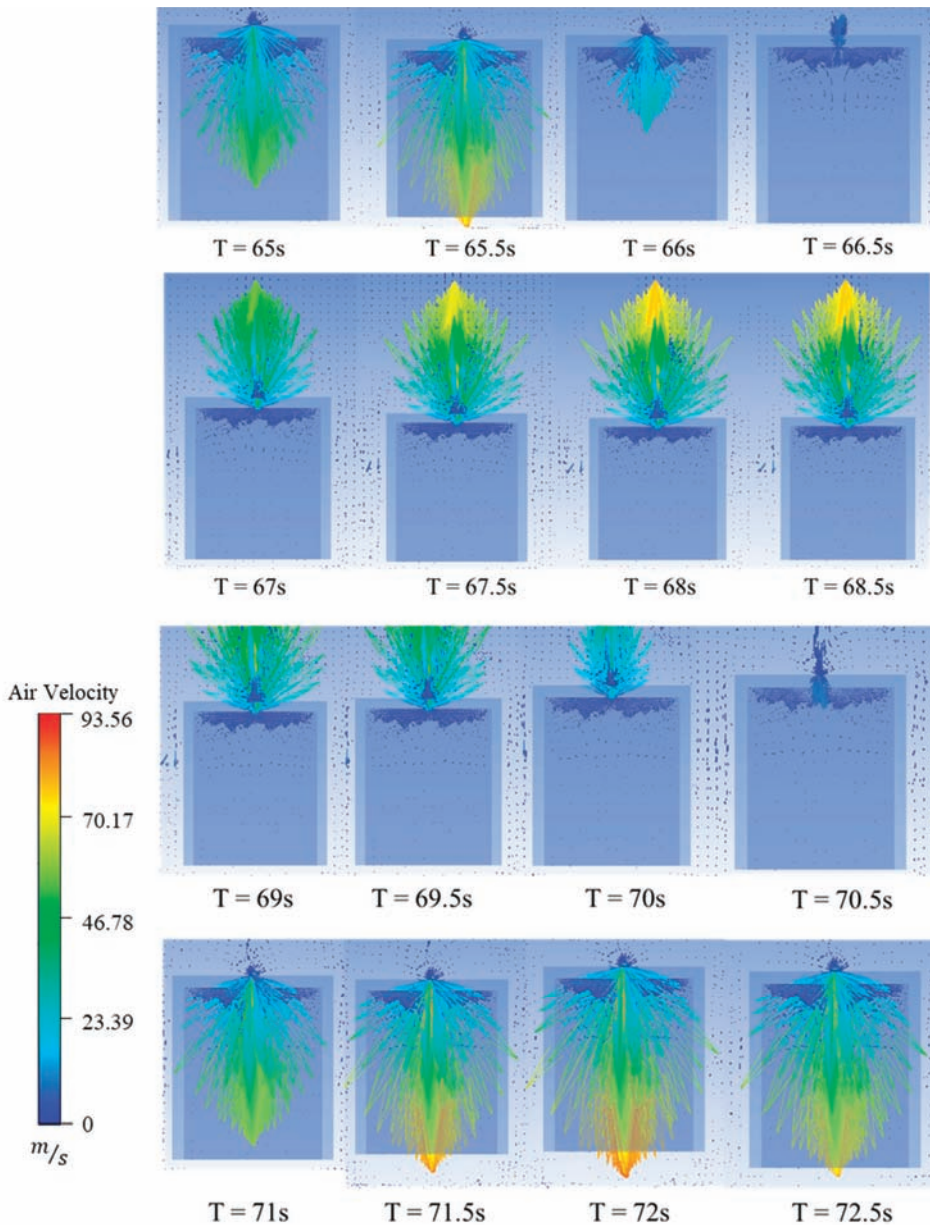 T = 65s
T = 65.5s
T = 66s
T = 66.5s
T = 67s
T = 67.5s
T = 68s
T = 68.5s
Air Velocity
93.56
70.17
46.78
23.39
0
m/s
T = 69s
T = 69.5s
T = 70s
T = 70.5s
T = 71s
T = 71.5s
T = 72s
T = 72.5s